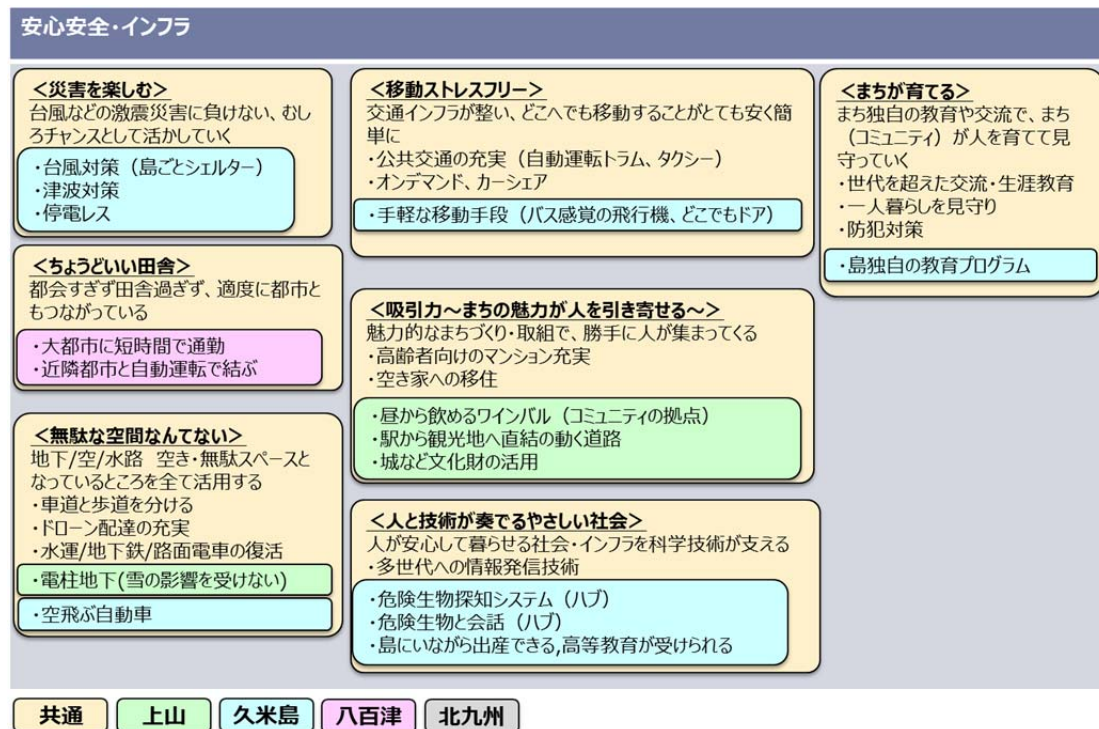 安心安全・インフラ
＜災害を楽しむ＞
台風などの激震災害に負けない、むし
ろチャンスとして活かしていく
・台風対策（島ごとシェルター）
・津波対策
・停電レス
＜ちょうどいい田舎＞
都会すぎず田舎過ぎず、適度に都市と
もつながっている
・大都市に短時間で通勤
・近隣都市と自動運転で結ぶ
＜無駄な空間なんてない＞
地下/空/水路　空き・無駄スペースと
なっているところを全て活用する
・車道と歩道を分ける
・ドローン配達の充実
・水運/地下鉄/路面電車の復活
・電柱地下(雪の影響を受けない)
・空飛ぶ自動車
＜移動ストレスフリー＞
交通インフラが整い、どこへでも移動することがとても安く簡
単に
・公共交通の充実（自動運転トラム、タクシー）
・オンデマンド、カーシェア
・手軽な移動手段（バス感覚の飛行機、どこでもドア）
＜吸引力～まちの魅力が人を引き寄せる～＞
魅力的なまちづくり・取組で、勝手に人が集まってくる
・高齢者向けのマンション充実
・空き家への移住
・昼から飲めるワインバル（コミュニティの拠点）
・駅から観光地へ直結の動く道路
・城など文化財の活用
＜人と技術が奏でるやさしい社会＞
人が安心して暮らせる社会・インフラを科学技術が支える
・多世代への情報発信技術
・危険生物探知システム（ハブ）
・危険生物と会話（ハブ）
・島にいながら出産できる,高等教育が受けられる
＜まちが育てる＞
まち独自の教育や交流で、まち
（コミュニティ）が人を育てて見
守っていく
・世代を超えた交流・生涯教育
・一人暮らしを見守り
・防犯対策
・島独自の教育プログラム
共通
上山
久米島
八百津
北九州